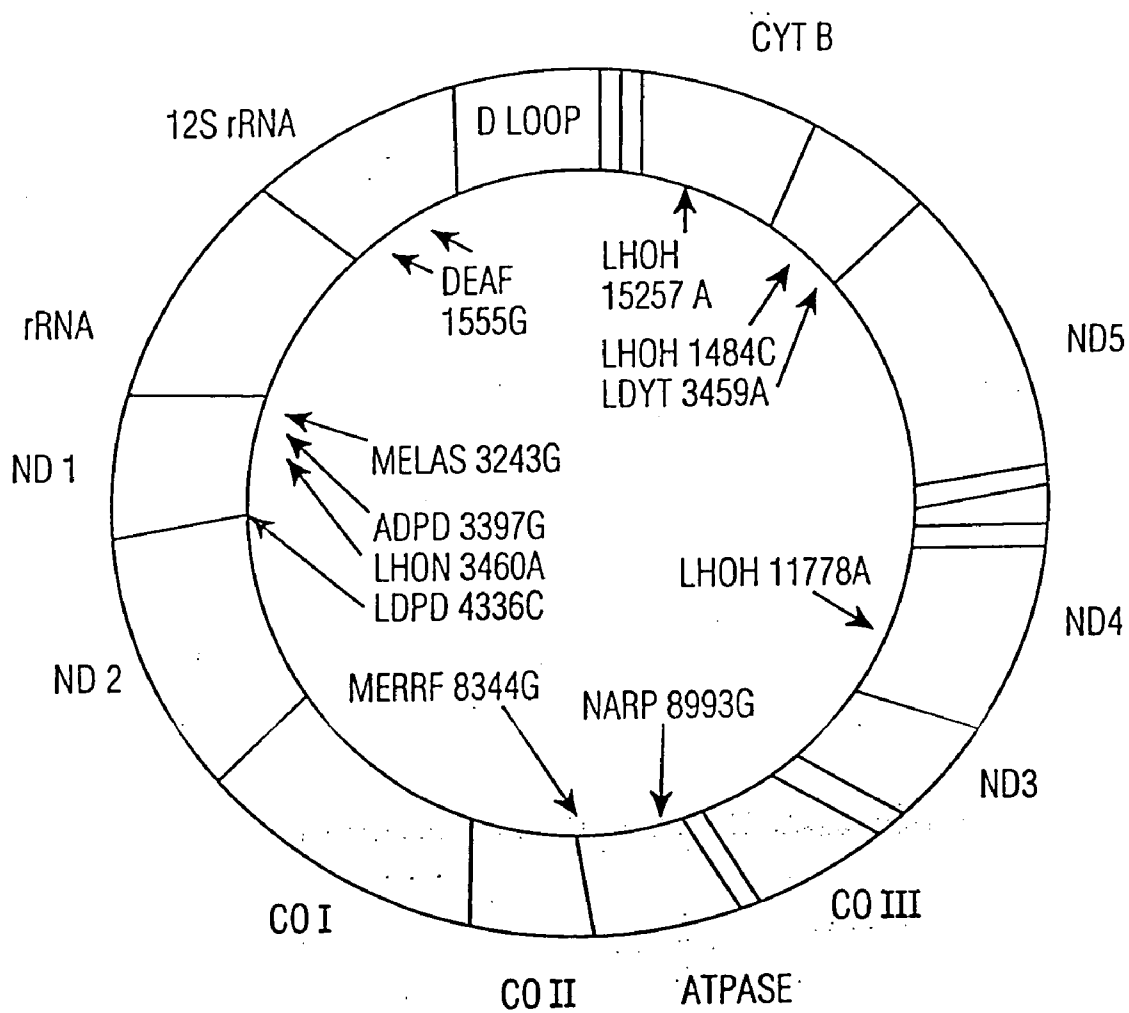 CYT B
12S rRNA
D LOOP
DEAF
1555G
LHOH
15257 A
LHOH 1484C
LDYT 3459A
rRNA
ND5
ND 1
MELAS 3243G
ADPD 3397G
LHON 3460A
LDPD 4336C
LHOH 11778A
ND4
ND 2
MERRF 8344G
NARP 8993G
ND3
CO I
CO III
CO II
ATPASE